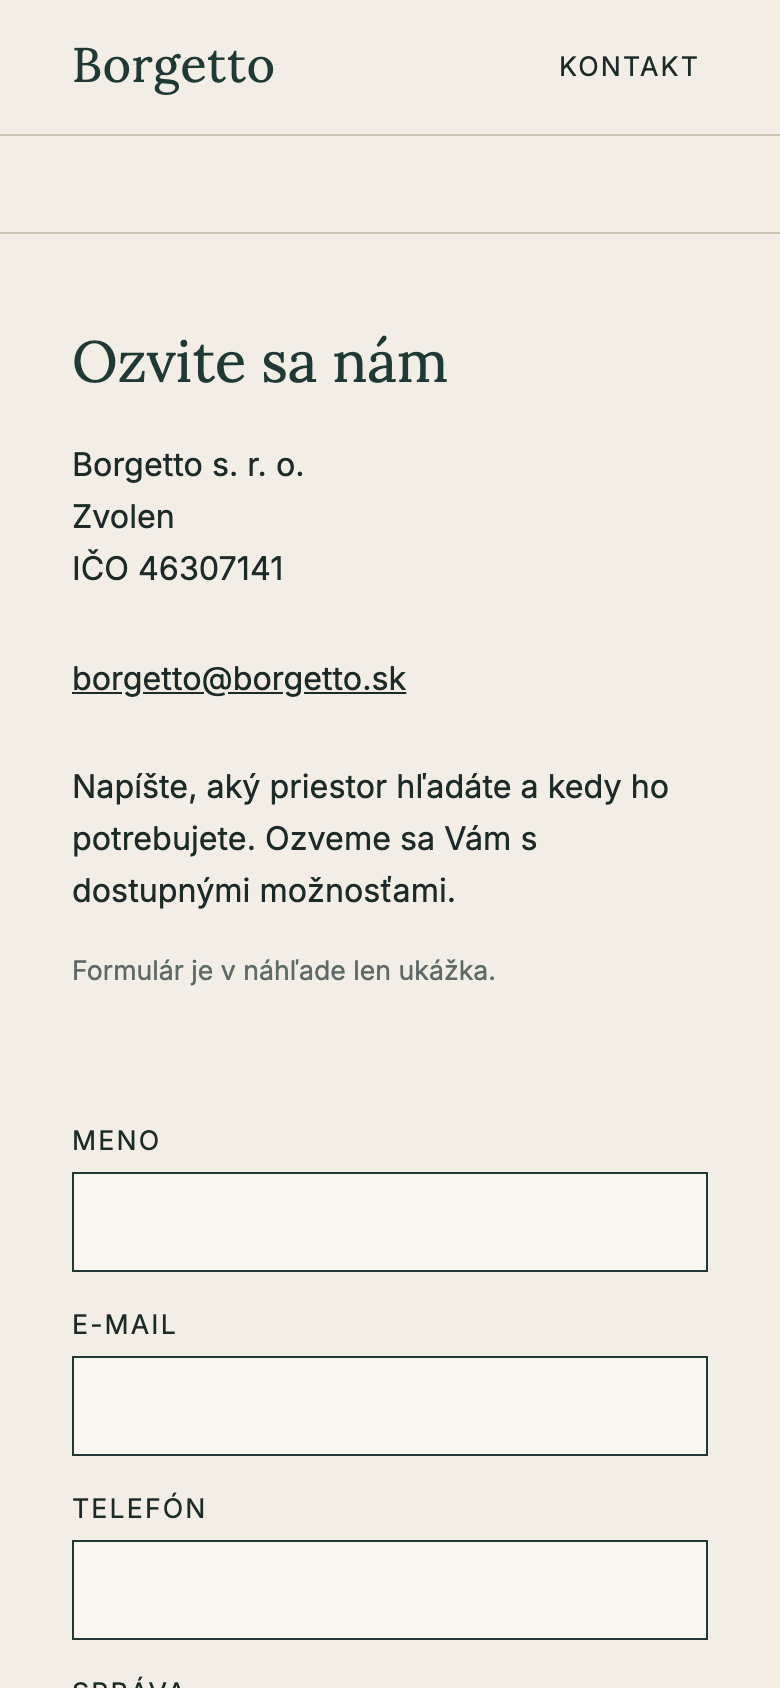 Borgetto
KONTAKT
Ozvite sa nám
Borgetto s. r. o.
Zvolen
IČO 46307141
borgetto@borgetto.sk
Napíšte, aký priestor hľadáte a kedy ho
potrebujete. Ozveme sa Vám s
dostupnými možnosťami.
Formulár je v náhľade len ukážka.
MENO
E-MAIL
TELEFÓN
SPRÁVA